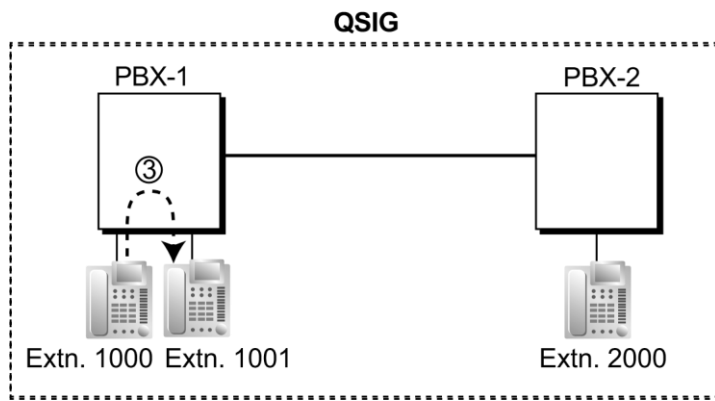 QSIG
PBX-1 PBX-2
③
Extn. 1000 Extn. 1001 Extn. 2000